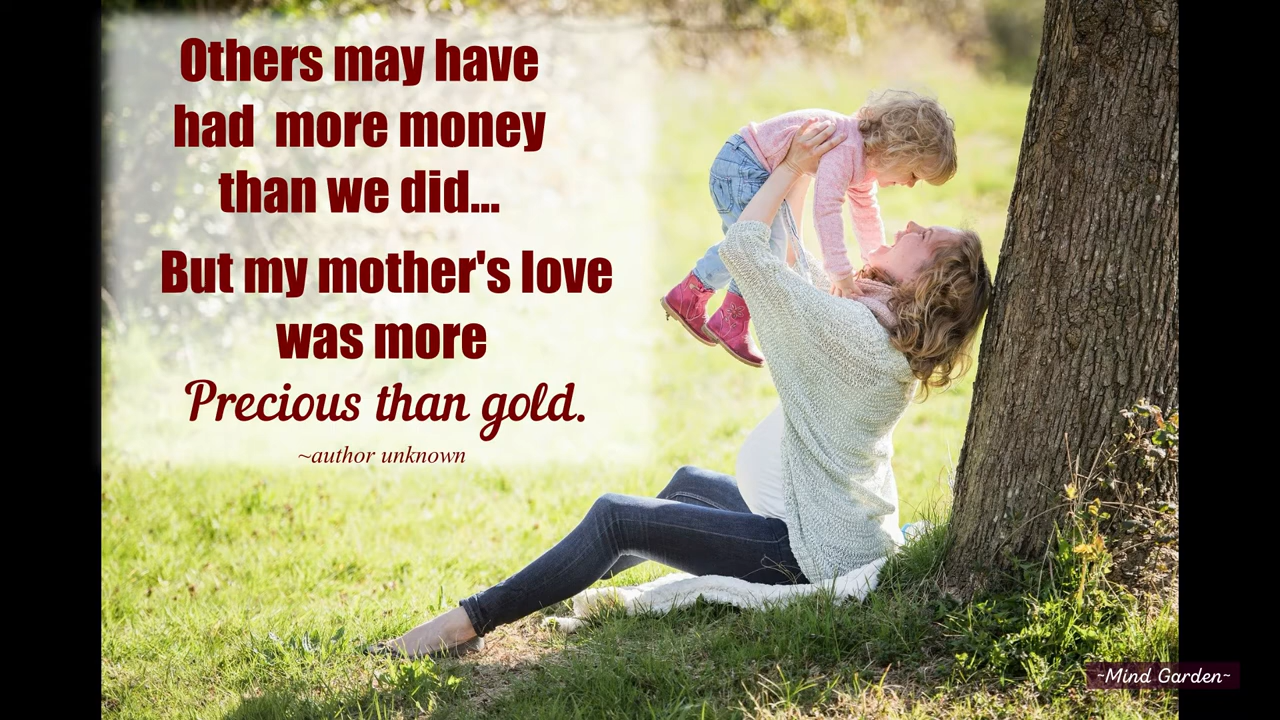 Others may have
had more money
than we did...
But my mother's love
was more
Precious than gold.
~author unknown
~Mind Garden~